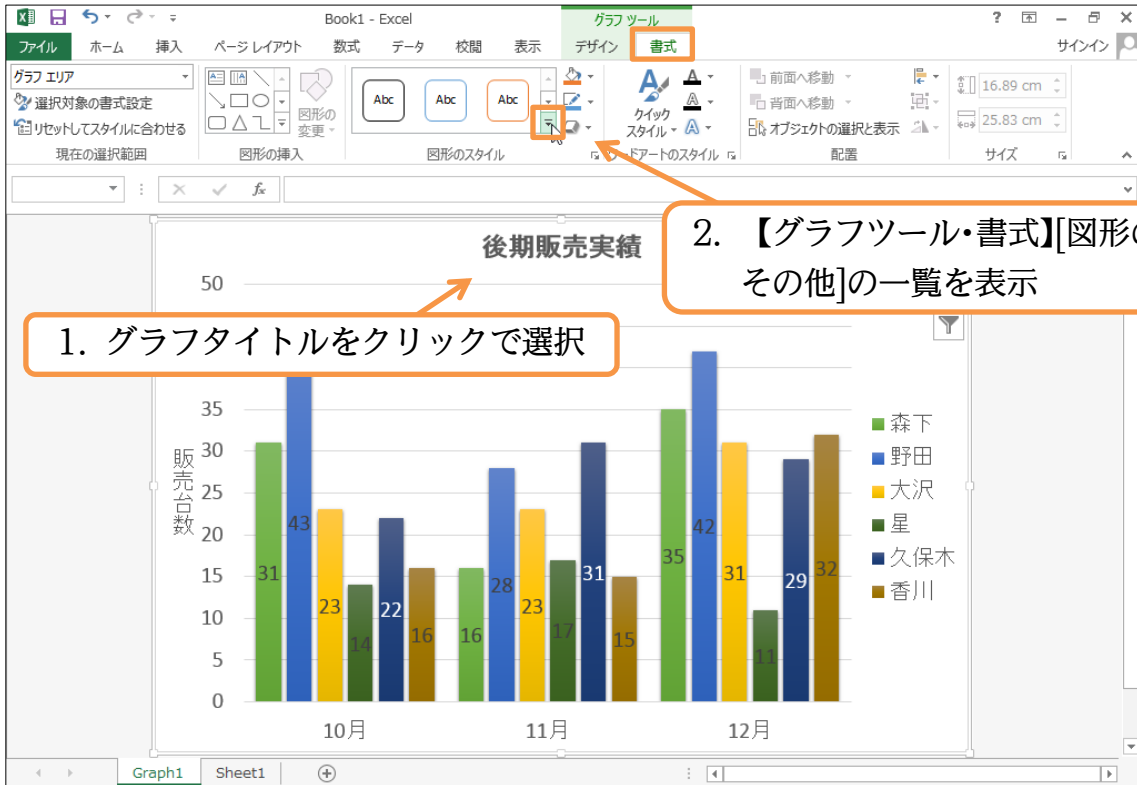 Book1 - Excel
グラフ ツール
?
ファイル ホーム 挿入 ページ レイアウト 数式 データ 校閲 表示 デザイン 書式 サインイン
グラフ エリア
選択対象の書式設定
リセットしてスタイルに合わせる
現在の選択範囲
図形の
変更
図形の挿入
Abc Abc Abc
図形のスタイル
クイック
スタイル
ードアートのスタイル
前面へ移動
背面へ移動
オブジェクトの選択と表示
配置
16.89 cm
25.83 cm
サイズ
fx
2. 【グラフツール・書式】[図形の
その他]の一覧を表示
後期販売実績
1. グラフタイトルをクリックで選択
50
35
30
25
20
15
10
5
0
販売台数
31 43 23 14 22 16
16 28 23 17 31 15
35 42 31 11 29 32
10月 11月 12月
森下
野田
大沢
星
久保木
香川
Graph1 Sheet1